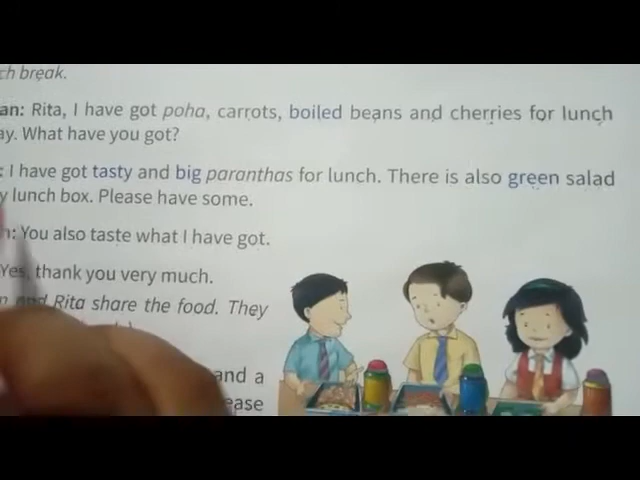 ch break.
an: Rita, I have got poha, carrots, boiled beans and cherries for lunch
ay. What have you got?
: I have got tasty and big paranthas for lunch. There is also green salad
y lunch box. Please have some.
n: You also taste what I have got.
Yes, thank you very much.
n and Rita share the food. They
and a
ease